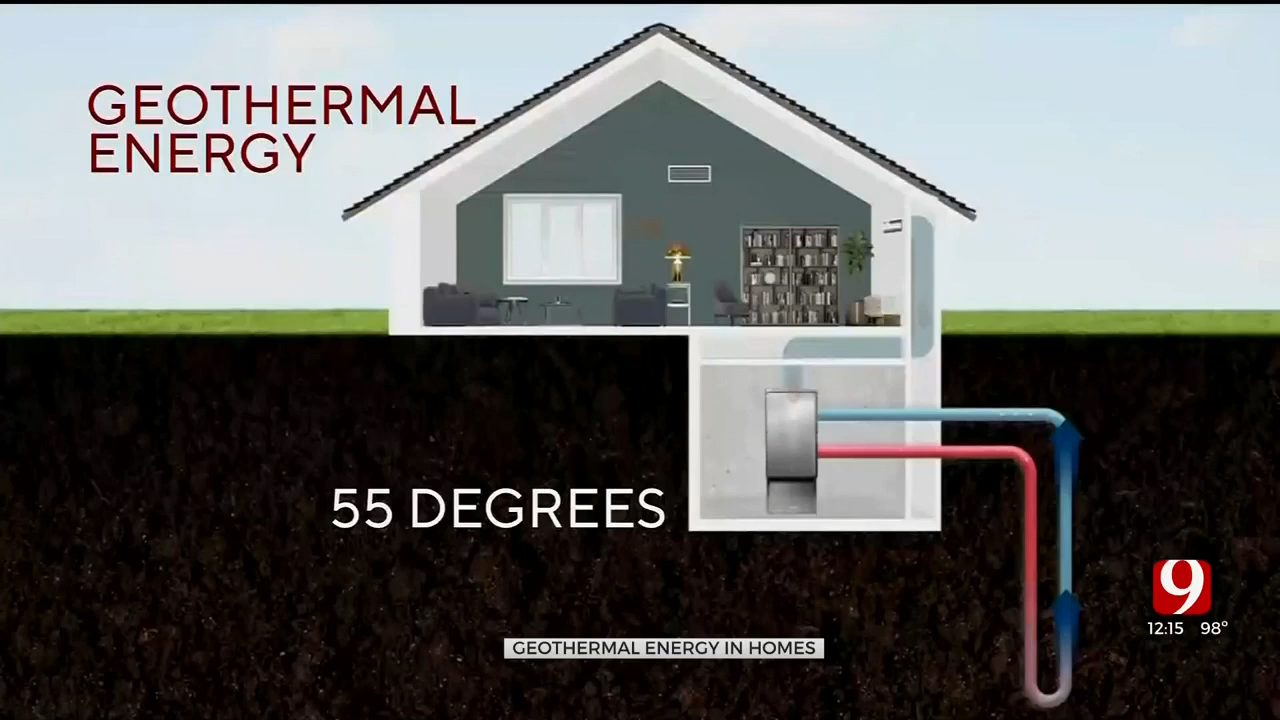 GEOTHERMAL
ENERGY
55 DEGREES
9
12:15 98°
GEOTHERMAL ENERGY IN HOMES